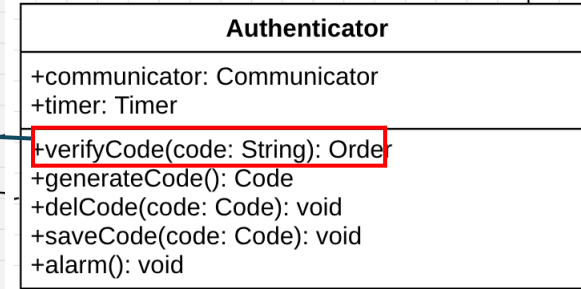 Authenticator
+communicator: Communicator
+timer: Timer
+verifyCode(code: String): Order
+generateCode(): Code
+delCode(code: Code): void
+saveCode(code: Code): void
+alarm(): void